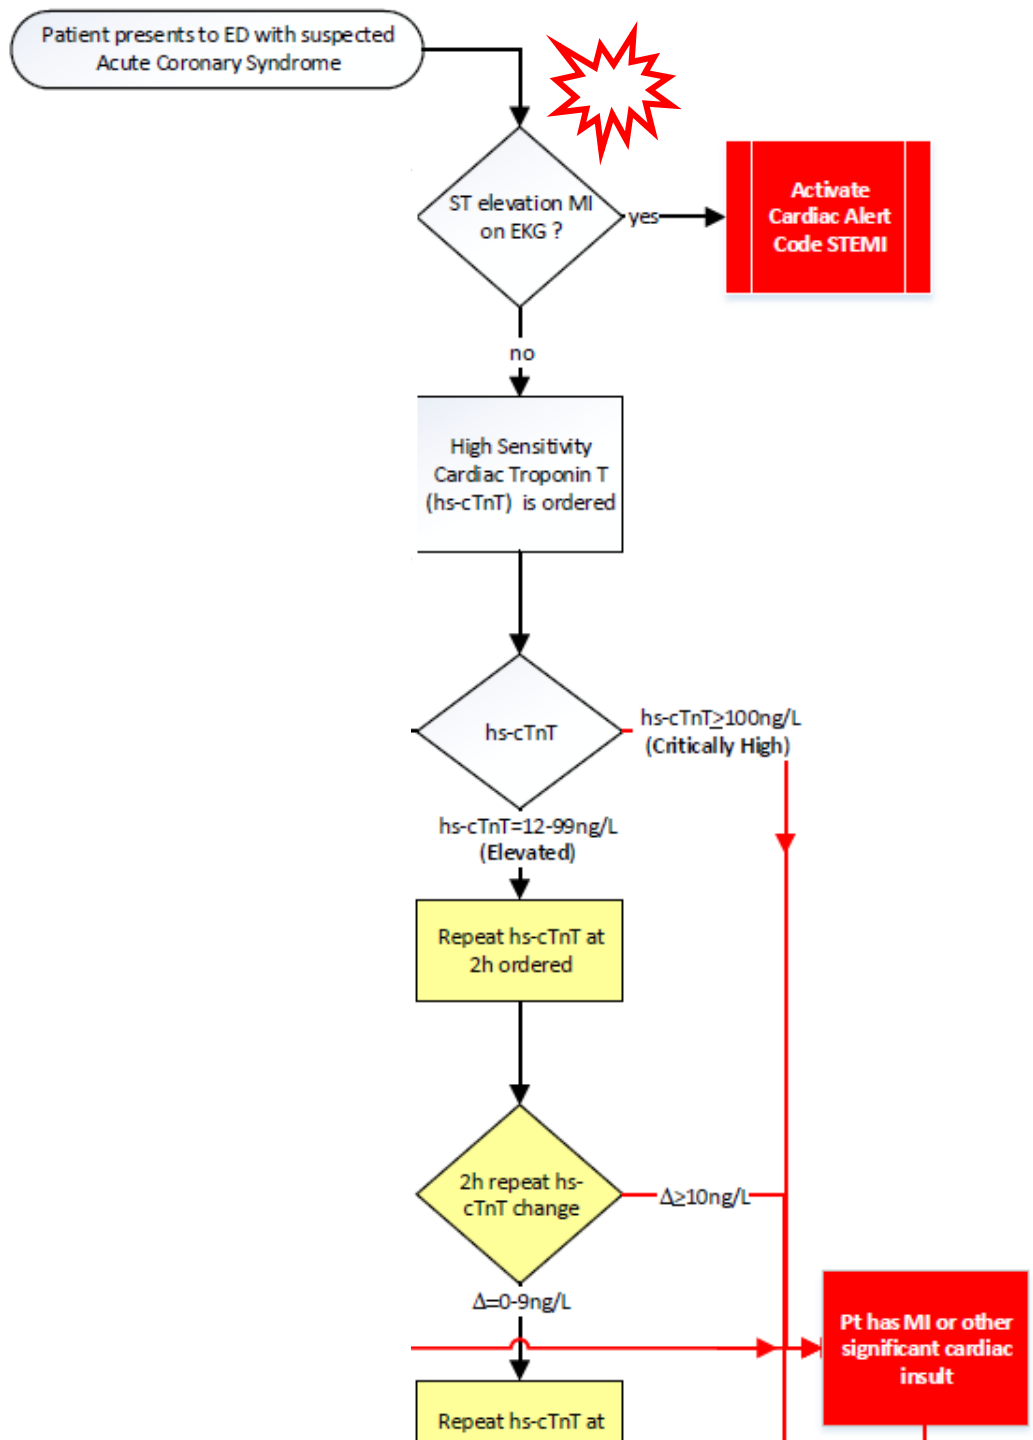 Patient presents to ED with suspected
Acute Coronary Syndrome
ST elevation MI
on EKG ?
yes
Activate
Cardiac Alert
Code STEMI
no
High Sensitivity
Cardiac Troponin T
(hs-cTnT) is ordered
hs-cTnT
hs-cTnT≥100ng/L
(Critically High)
hs-cTnT=12-99ng/L
(Elevated)
Repeat hs-cTnT at
2h ordered
2h repeat hs-
cTnT change
Δ≥10ng/L
Δ=0-9ng/L
Pt has MI or other
significant cardiac
insult
Repeat hs-cTnT at